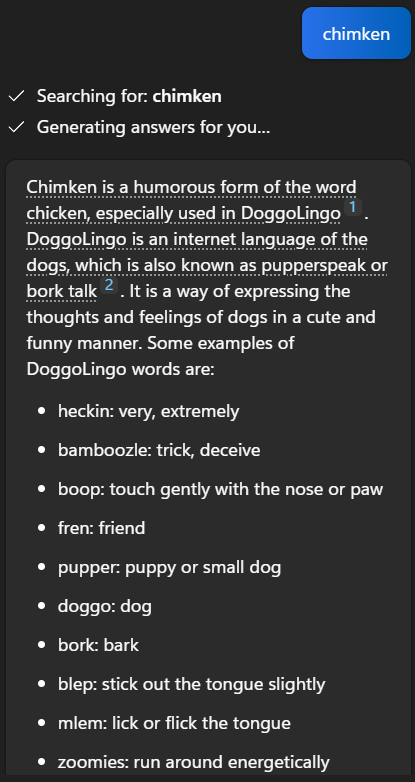 chimken
Searching for: chimken
Generating answers for you...
Chimken is a humorous form of the word
chicken, especially used in DoggoLingo 1 .
DoggoLingo is an internet language of the
dogs, which is also known as pupperspeak or
bork talk 2 . It is a way of expressing the
thoughts and feelings of dogs in a cute and
funny manner. Some examples of
DoggoLingo words are:
• heckin: very, extremely
• bamboozle: trick, deceive
• boop: touch gently with the nose or paw
• fren: friend
• pupper: puppy or small dog
• doggo: dog
• bork: bark
• blep: stick out the tongue slightly
• mlem: lick or flick the tongue
• zoomies: run around energetically